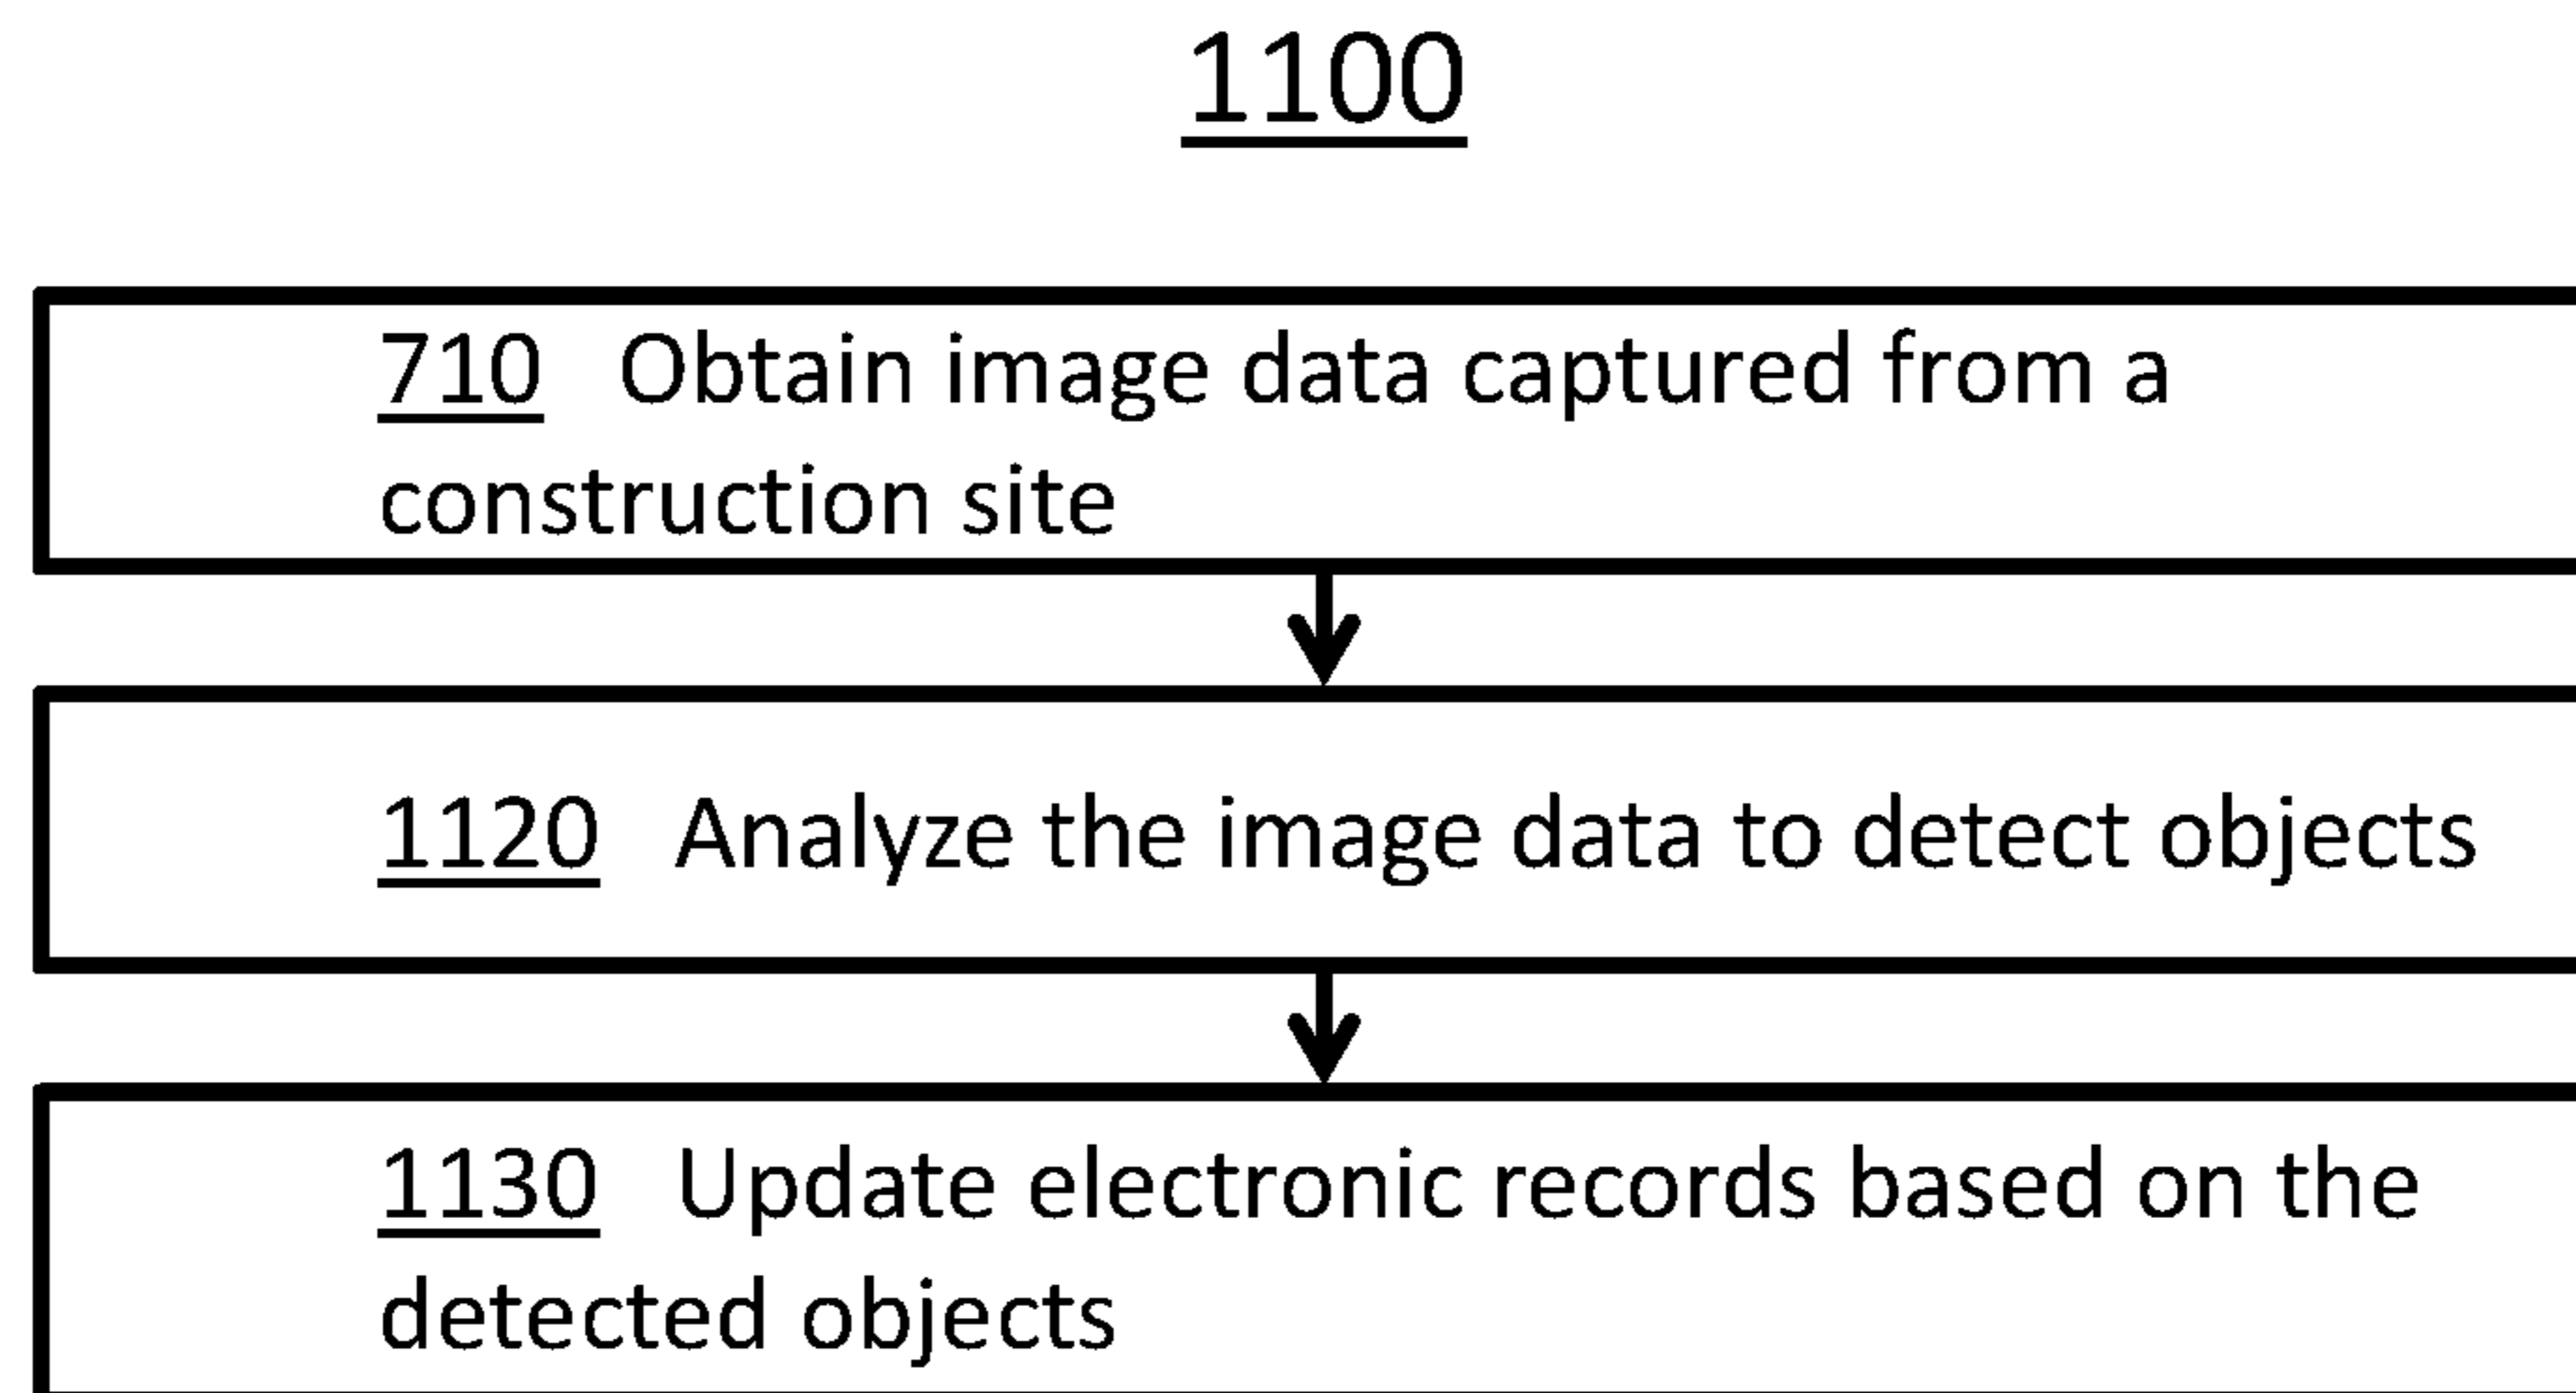 1100
710 Obtain image data captured from a
construction site
1120 Analyze the image data to detect objects
1130 Update electronic records based on the
detected objects